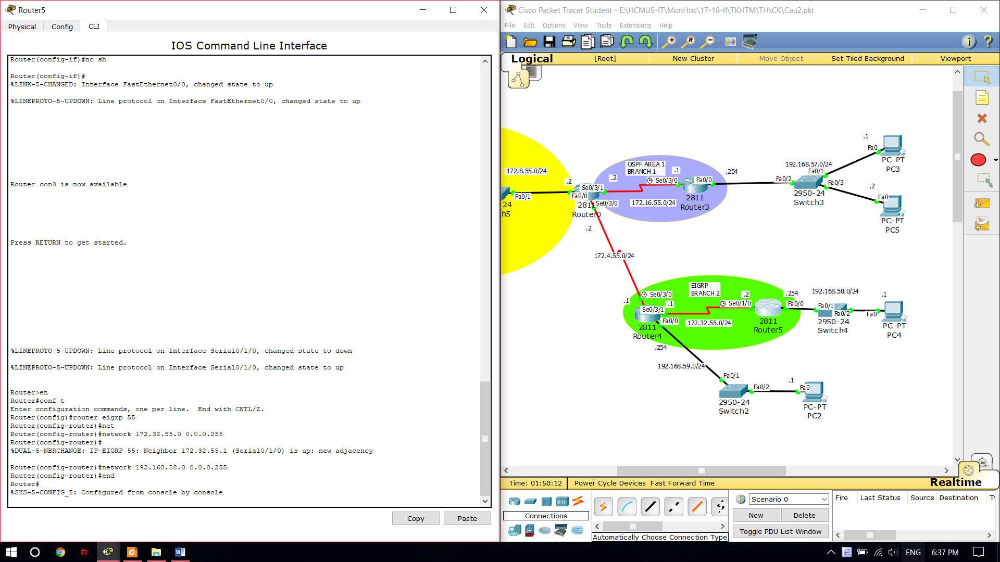 Router5
Physical
Config
CLI
IOS Command Line Interface
Router(config-if)#no sh
Router(config-if)#
%LINK-5-CHANGED: Interface FastEthernet0/0, changed state to up
%LINEPROTO-5-UPDOWN: Line protocol on Interface FastEthernet0/0, changed state to up
Router con0 is now available
Press RETURN to get started.
%LINEPROTO-5-UPDOWN: Line protocol on Interface Serial0/1/0, changed state to down
%LINEPROTO-5-UPDOWN: Line protocol on Interface Serial0/1/0, changed state to up
Router>en
Router#conf t
Enter configuration commands, one per line.  End with CNTL/Z.
Router(config)#router eigrp 55
Router(config-router)#net
Router(config-router)#network 172.32.55.0 0.0.0.255
Router(config-router)#
%DUAL-5-NBRCHANGE: IP-EIGRP 55: Neighbor 172.32.55.1 (Serial0/1/0) is up: new adjacency
Router(config-router)#network 192.168.58.0 0.0.0.255
Router(config-router)#end
Router#
%SYS-5-CONFIG_I: Configured from console by console
Copy
Paste
Cisco Packet Tracer Student - E:\HCMUS-IT\MonHoc\17-18-II\TKHTM\TH\CK\Cau2.pkt
File Edit Options View Tools Extensions Help
Logical
[Root]
New Cluster
Move Object
Set Tiled Background
Viewport
172.8.55.0/24
Fa0/1
-24
h5
.2
Se0/3/1
Fa0/0
Se0/3/0
2811
Router0
.2
.2
OSPF AREA 1
BRANCH 1
.1
Se0/3/0
Fa0/0
172.16.55.0/24
2811
Router3
.254
Fa0/2
192.168.57.0/24
Fa0/1
Fa0/3
2950-24
Switch3
.1
Fa0
PC-PT
PC3
.2
Fa0
PC-PT
PC5
172.4.55.0/24
.1
Se0/3/0
.1
Se0/3/1
Fa0/0
2811
Router4
.254
EIGRP
BRANCH 2
.2
Se0/1/0
172.32.55.0/24
2811
Router5
.254
Fa0/0
192.168.58.0/24
Fa0/1
Fa0/2
2950-24
Switch4
.1
Fa0
PC-PT
PC4
192.168.59.0/24
Fa0/1
Fa0/2
2950-24
Switch2
.1
Fa0
PC-PT
PC2
Time: 01:50:12
Power Cycle Devices Fast Forward Time
Realtime
Connections
Automatically Choose Connection Type
Scenario 0
New
Delete
Toggle PDU List Window
Fire
Last Status
Source
Destination
ENG
6:37 PM